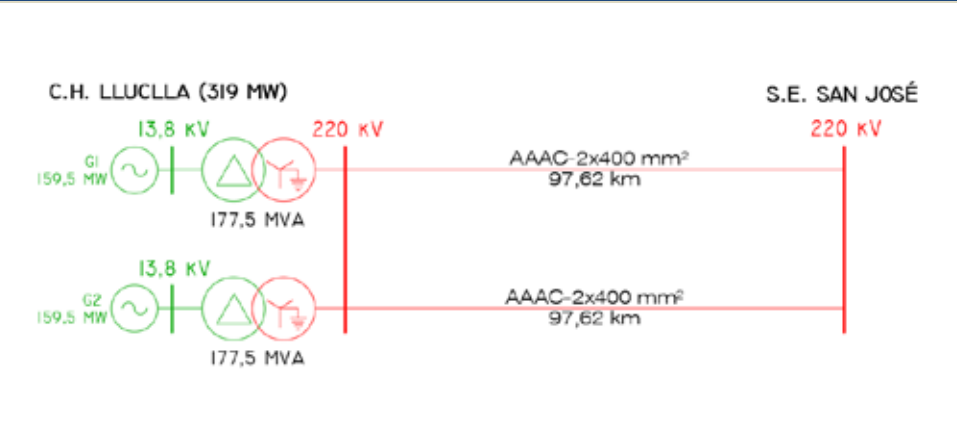 C.H. LLUCLLA (319 MW)
S.E. SAN JOSÉ
13,8 KV
220 KV
220 KV
G1
159,5 MW
AAAC-2x400 mm²
97,62 km
177,5 MVA
13,8 KV
G2
159.5 MW
AAAC-2x400 mm²
97,62 km
177,5 MVA